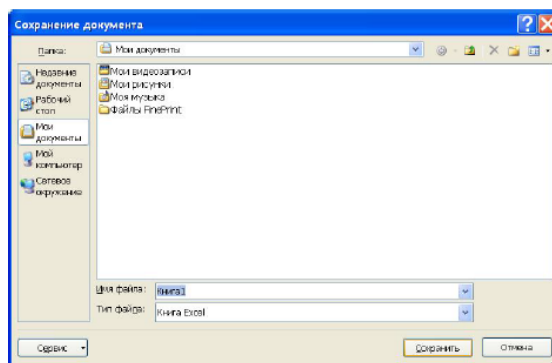 Сохранение документа
Папка:
Мои документы
Недавние документы
Рабочий стол
Мои документы
Мой компьютер
Сетевое окружение
Мои видеозаписи
Мои рисунки
Моя музыка
Файлы FinePrint
Имя файла:
Книга1
Тип файла:
Книга Excel
Сервис
Сохранить
Отмена